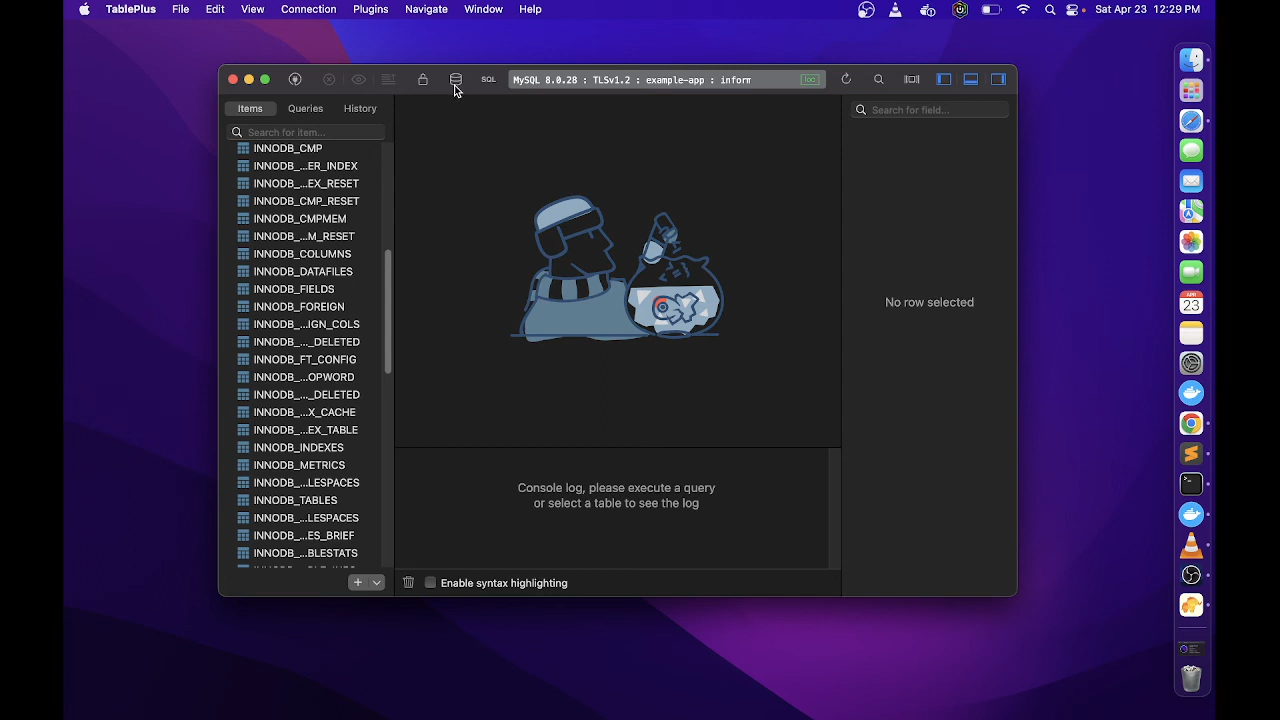 TablePlus File Edit View Connection Plugins Navigate Window Help Sat Apr 23 12:29 PM
SQL MySQL 8.0.28 : TLSv1.2 : example-app : inform loc
Items Queries History
Search for item...
Search for field...
INNODB_CMP
INNODB_...ER_INDEX
INNODB_...EX_RESET
INNODB_CMP_RESET
INNODB_CMPMEM
INNODB_...M_RESET
INNODB_COLUMNS
INNODB_DATAFILES
INNODB_FIELDS
INNODB_FOREIGN
INNODB_...IGN_COLS
INNODB_..._DELETED
INNODB_FT_CONFIG
INNODB_...OPWORD
INNODB_..._DELETED
INNODB_...X_CACHE
INNODB_...EX_TABLE
INNODB_INDEXES
INNODB_METRICS
INNODB_...LESPACES
INNODB_TABLES
INNODB_...LESPACES
INNODB_...ES_BRIEF
INNODB_...BLESTATS
No row selected
Console log, please execute a query
or select a table to see the log
Enable syntax highlighting
APR
23